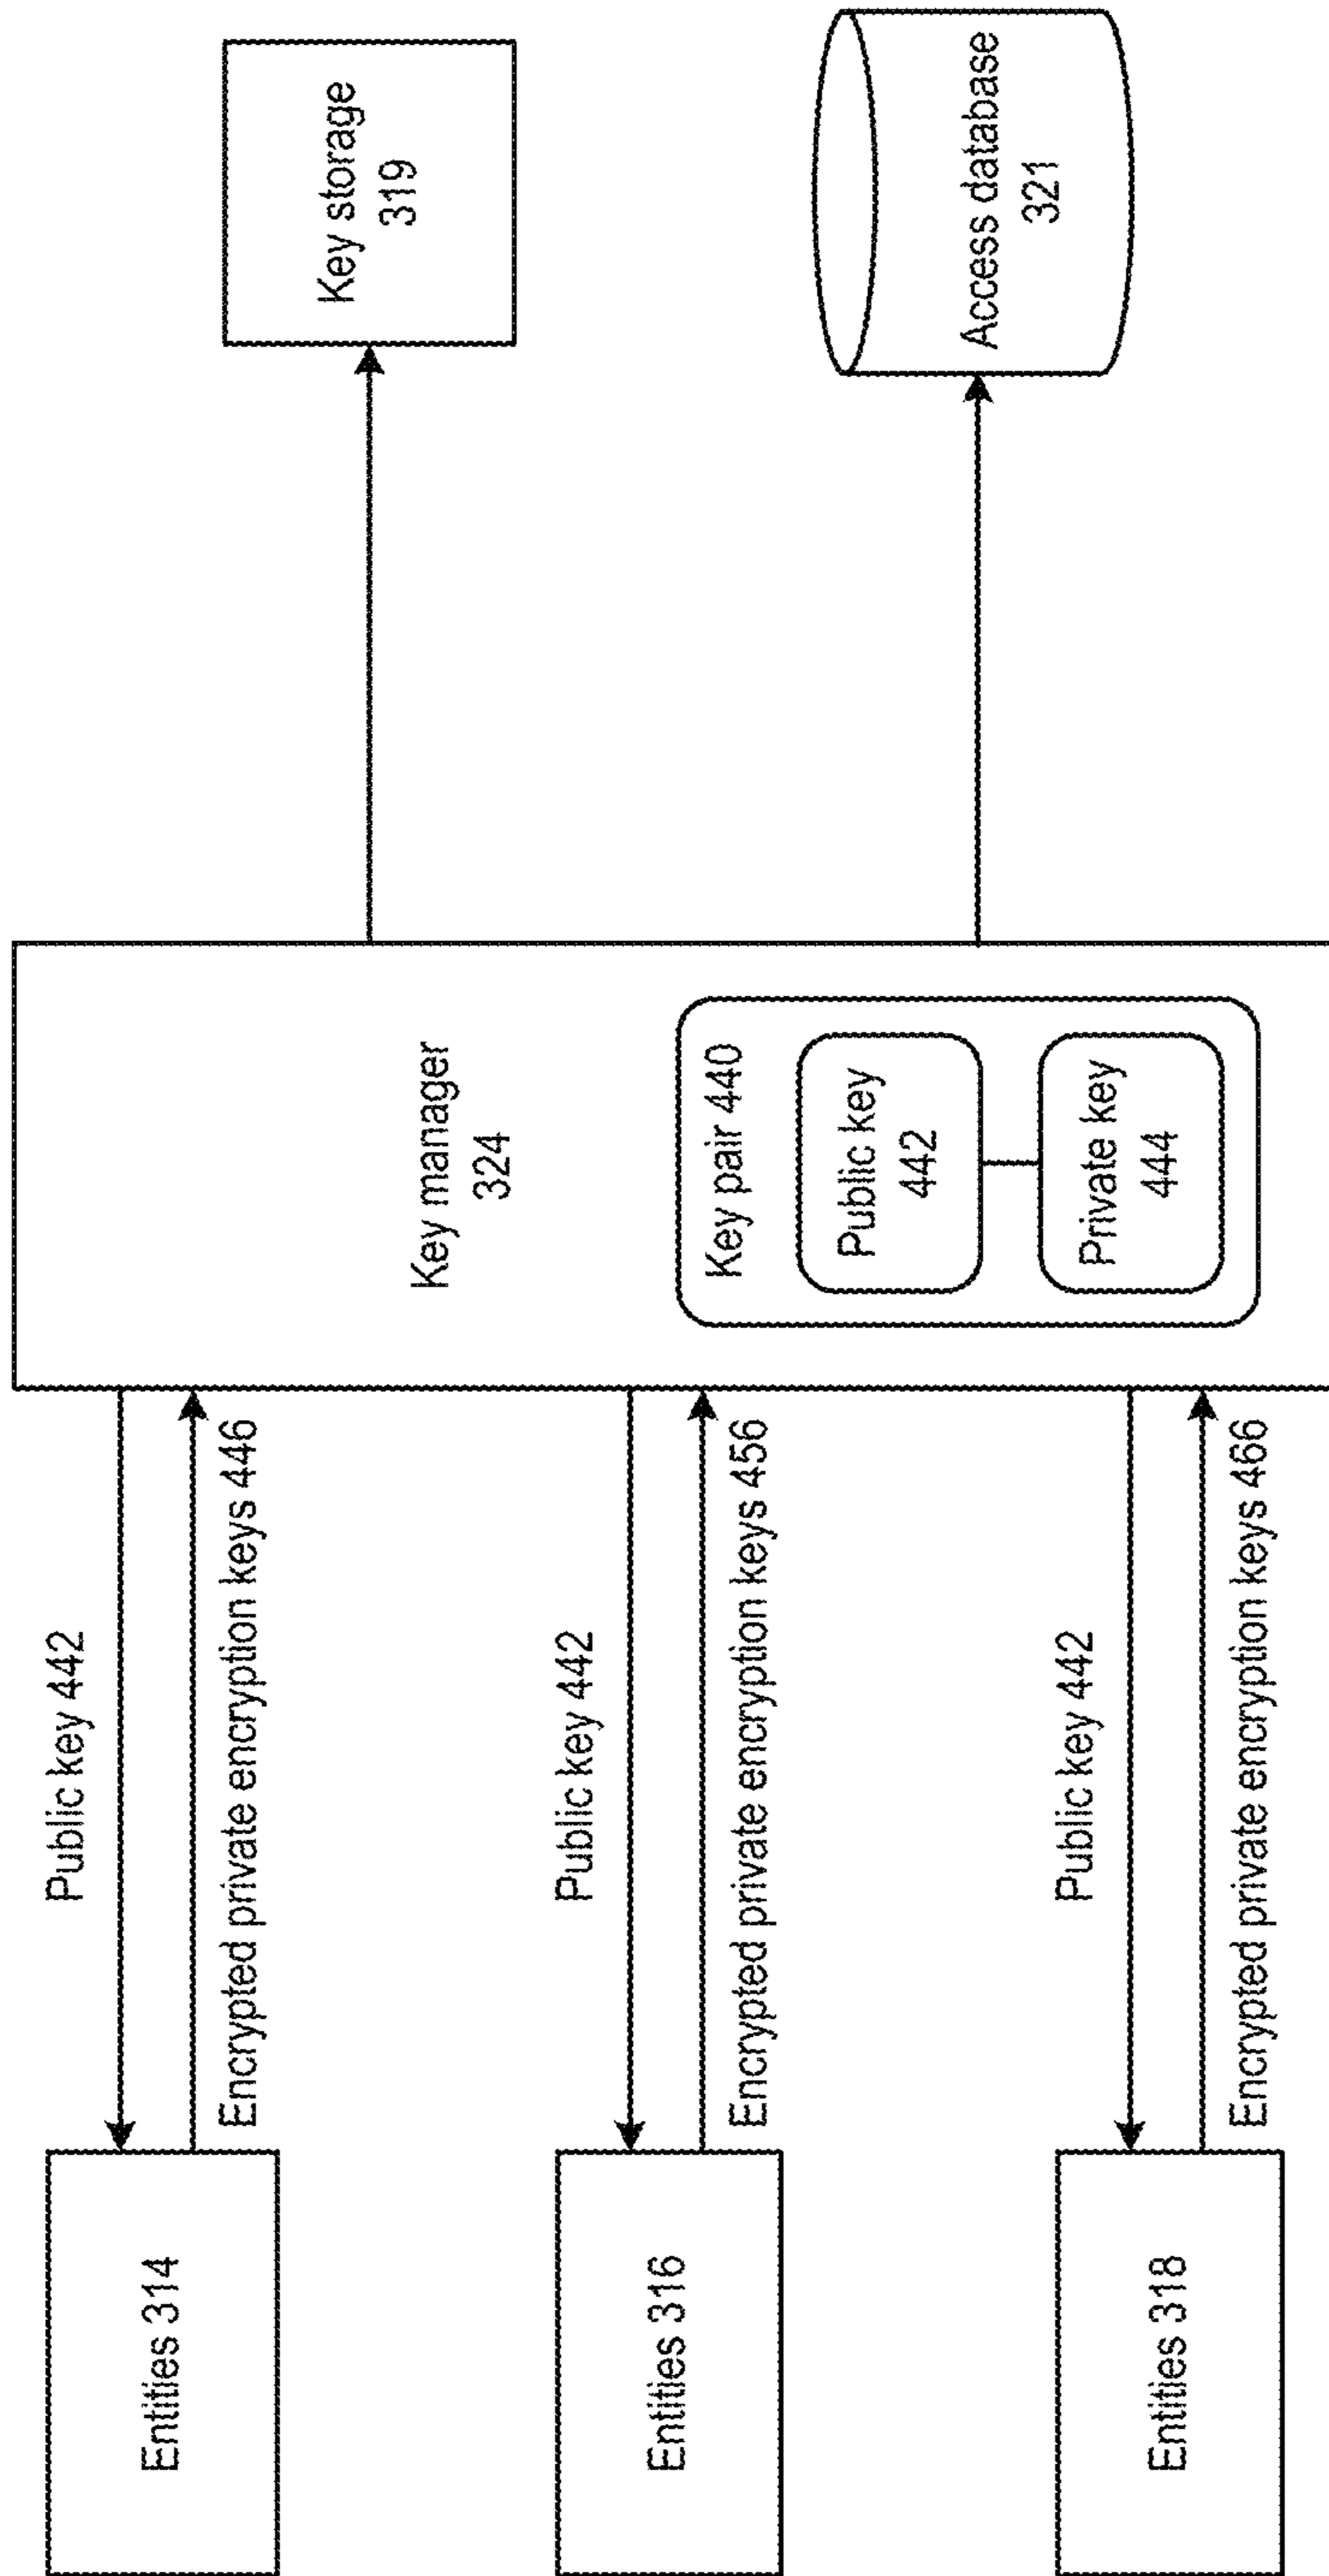 Entities 314
Public key 442
Encrypted private encryption keys 446
Entities 316
Public key 442
Encrypted private encryption keys 456
Entities 318
Public key 442
Encrypted private encryption keys 466
Key manager
324
Key pair 440
Public key
442
Private key
444
Key storage
319
Access database
321